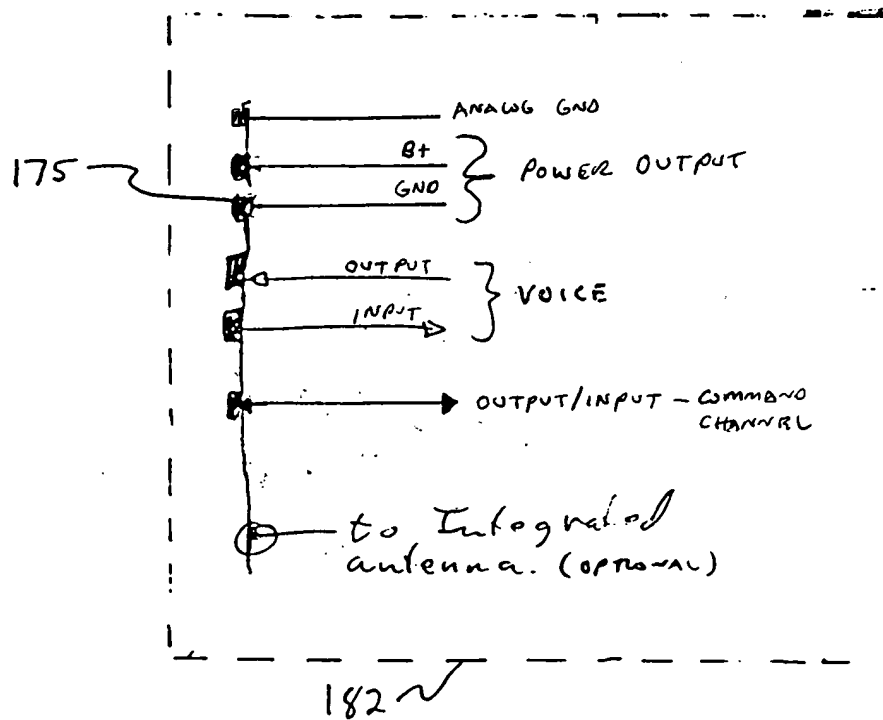 ANALOG GND
B+
175
POWER OUTPUT
GND
OUTPUT
VOICE
INPUT
OUTPUT/INPUT - COMMAND
CHANNEL
to Integrated
antenna. (OPTIONAL)
182